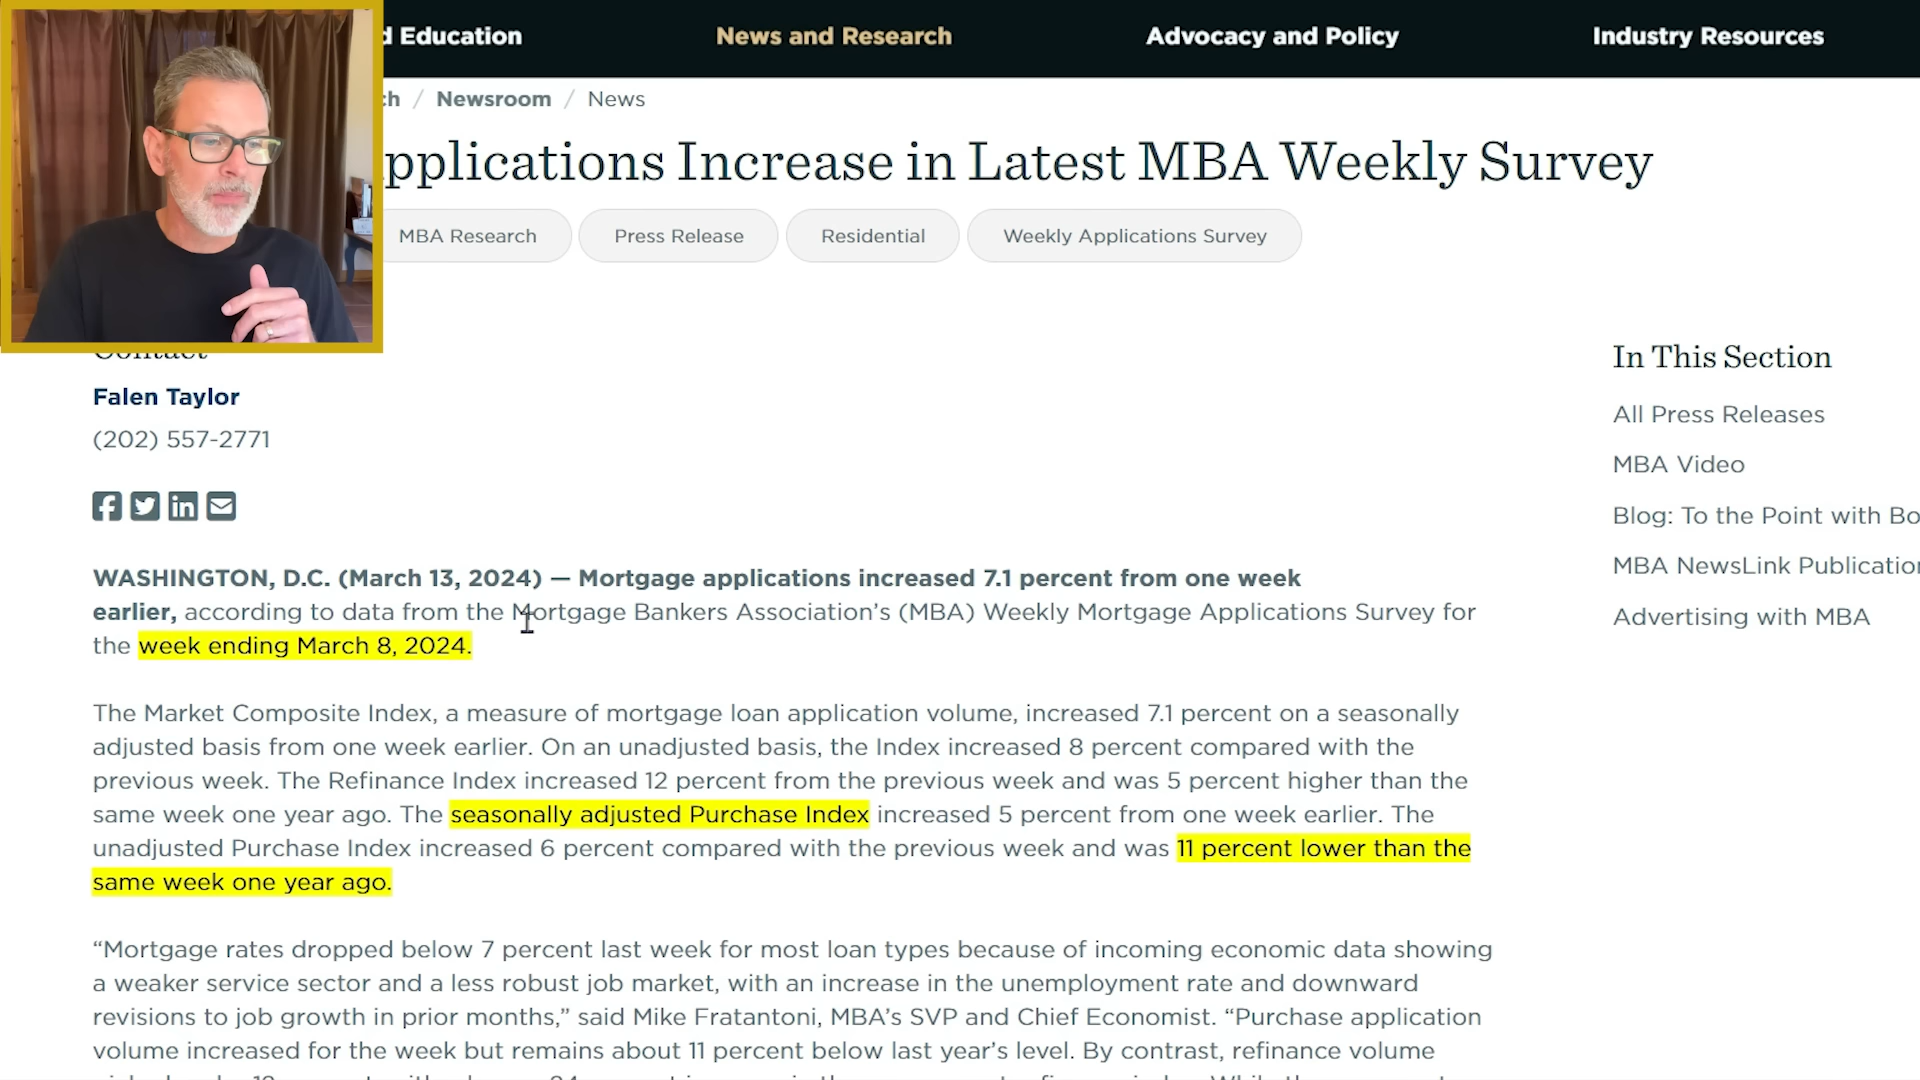 Education
News and Research
Advocacy and Policy
Industry Resources
/ Newsroom / News
Applications Increase in Latest MBA Weekly Survey
MBA Research
Press Release
Residential
Weekly Applications Survey
Contact
Falen Taylor
(202) 557-2771
WASHINGTON, D.C. (March 13, 2024) — Mortgage applications increased 7.1 percent from one week
earlier, according to data from the Mortgage Bankers Association’s (MBA) Weekly Mortgage Applications Survey for
the week ending March 8, 2024.
The Market Composite Index, a measure of mortgage loan application volume, increased 7.1 percent on a seasonally
adjusted basis from one week earlier. On an unadjusted basis, the Index increased 8 percent compared with the
previous week. The Refinance Index increased 12 percent from the previous week and was 5 percent higher than the
same week one year ago. The seasonally adjusted Purchase Index increased 5 percent from one week earlier. The
unadjusted Purchase Index increased 6 percent compared with the previous week and was 11 percent lower than the
same week one year ago.
“Mortgage rates dropped below 7 percent last week for most loan types because of incoming economic data showing
a weaker service sector and a less robust job market, with an increase in the unemployment rate and downward
revisions to job growth in prior months,” said Mike Fratantoni, MBA’s SVP and Chief Economist. “Purchase application
volume increased for the week but remains about 11 percent below last year’s level. By contrast, refinance volume
In This Section
All Press Releases
MBA Video
Blog: To the Point with Bo
MBA NewsLink Publication
Advertising with MBA